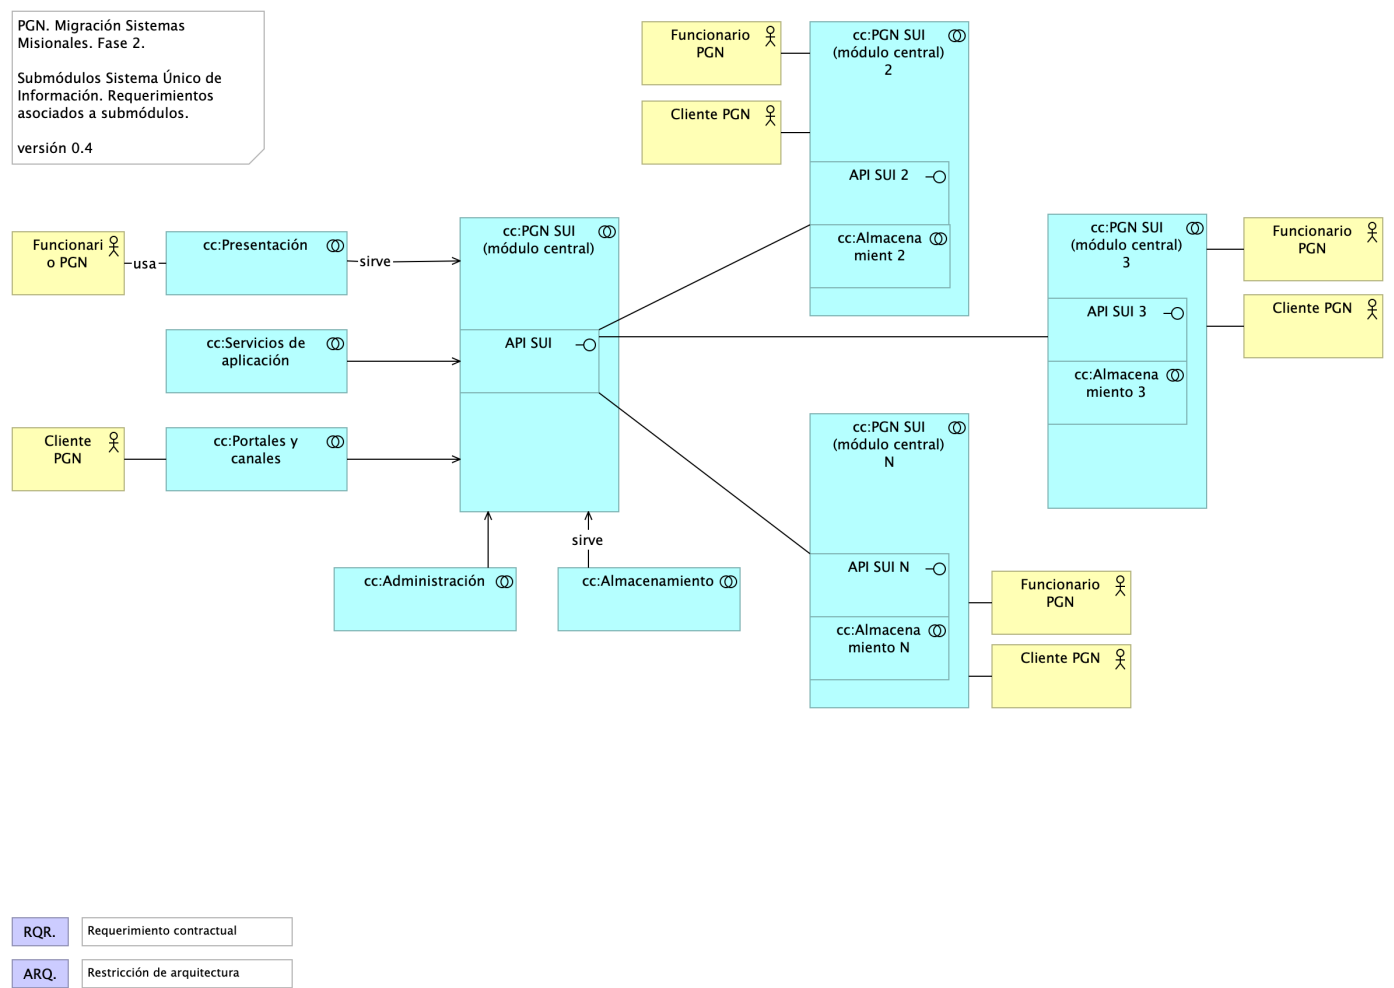 PGN. Migración Sistemas
Misionales. Fase 2.
Submódulos Sistema Único de
Información. Requerimientos
asociados a submódulos.
versión 0.4
Funcionario
PGN
Cliente PGN
cc:PGN SUI
(módulo central)
2
API SUI 2
cc:Almacena
mient 2
Funcionari
o PGN
usa
cc:Presentación
sirve
cc:PGN SUI
(módulo central)
API SUI
cc:Servicios de
aplicación
Cliente
PGN
cc:Portales y
canales
sirve
cc:Administración
cc:Almacenamiento
cc:PGN SUI
(módulo central)
3
API SUI 3
cc:Almacena
miento 3
Funcionario
PGN
Cliente PGN
cc:PGN SUI
(módulo central)
N
API SUI N
cc:Almacena
miento N
Funcionario
PGN
Cliente PGN
RQR.
Requerimiento contractual
ARQ.
Restricción de arquitectura